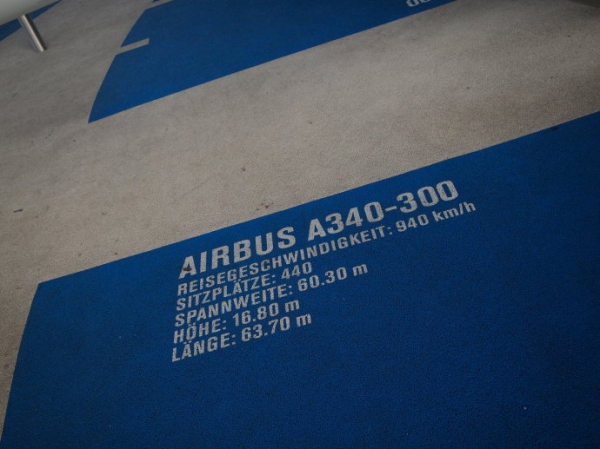 AIRBUS A340-300
REISEGESCHWINDIGKEIT: 940 km/h
SITZPLÄTZE: 440
SPANNWEITE: 60.30 m
HÖHE: 16.80 m
LÄNGE: 63.70 m